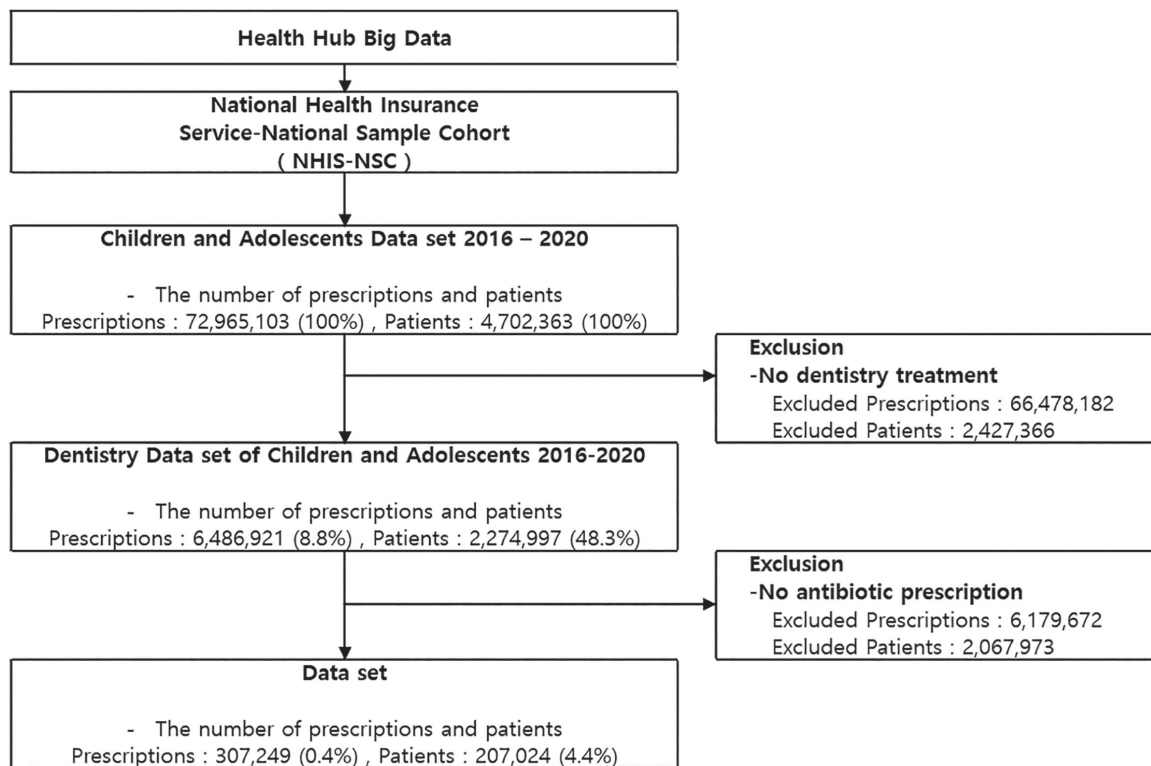 Health Hub Big Data
National Health Insurance
Service-National Sample Cohort
( NHIS-NSC )
Children and Adolescents Data set 2016 – 2020
- The number of prescriptions and patients
Prescriptions : 72,965,103 (100%) , Patients : 4,702,363 (100%)
Exclusion
-No dentistry treatment
Excluded Prescriptions : 66,478,182
Excluded Patients : 2,427,366
Dentistry Data set of Children and Adolescents 2016-2020
- The number of prescriptions and patients
Prescriptions : 6,486,921 (8.8%) , Patients : 2,274,997 (48.3%)
Exclusion
-No antibiotic prescription
Excluded Prescriptions : 6,179,672
Excluded Patients : 2,067,973
Data set
- The number of prescriptions and patients
Prescriptions : 307,249 (0.4%) , Patients : 207,024 (4.4%)